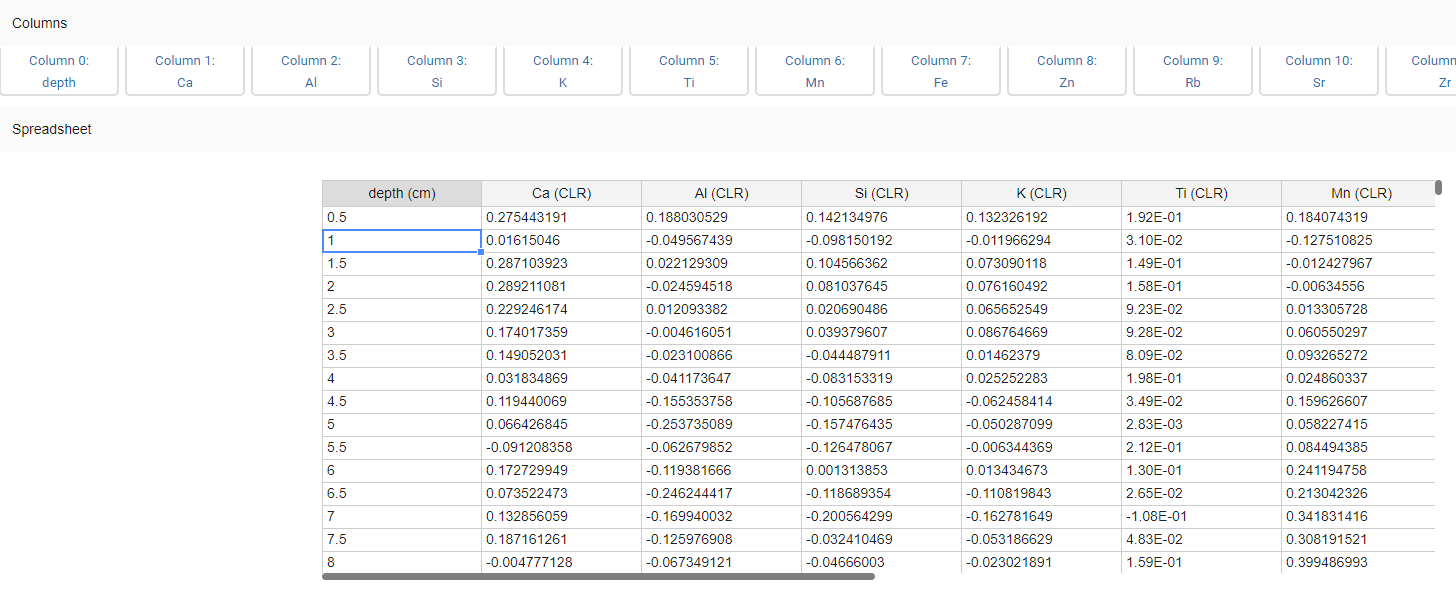 Columns
Column 0: Column 1: Column 2: Column 3: Column 4: Column 5: Column 6: Column 7: Column 8: Column 9: Column 10: Column
depth Ca Al Si K Ti Mn Fe Zn Rb Sr Zr
Spreadsheet
depth (cm) Ca (CLR) Al (CLR) Si (CLR) K (CLR) Ti (CLR) Mn (CLR)
0.5 0.275443191 0.188030529 0.142134976 0.132326192 1.92E-01 0.184074319
1 0.01615046 -0.049567439 -0.098150192 -0.011966294 3.10E-02 -0.127510825
1.5 0.287103923 0.022129309 0.104566362 0.073090118 1.49E-01 -0.012427967
2 0.289211081 -0.024594518 0.081037645 0.076160492 1.58E-01 -0.00634556
2.5 0.229246174 0.012093382 0.020690486 0.065652549 9.23E-02 0.013305728
3 0.174017359 -0.004616051 0.039379607 0.086764669 9.28E-02 0.060550297
3.5 0.149052031 -0.023100866 -0.044487911 0.01462379 8.09E-02 0.093265272
4 0.031834869 -0.041173647 -0.083153319 0.025252283 1.98E-01 0.024860337
4.5 0.119440069 -0.155353758 -0.105687685 -0.062458414 3.49E-02 0.159626607
5 0.066426845 -0.253735089 -0.157476435 -0.050287099 2.83E-03 0.058227415
5.5 -0.091208358 -0.062679852 -0.126478067 -0.006344369 2.12E-01 0.084494385
6 0.172729949 -0.119381666 0.001313853 0.013434673 1.30E-01 0.241194758
6.5 0.073522473 -0.246244417 -0.118689354 -0.110819843 2.65E-02 0.213042326
7 0.132856059 -0.169940032 -0.200564299 -0.162781649 -1.08E-01 0.341831416
7.5 0.187161261 -0.125976908 -0.032410469 -0.053186629 4.83E-02 0.308191521
8 -0.004777128 -0.067349121 -0.04666003 -0.023021891 1.59E-01 0.399486993